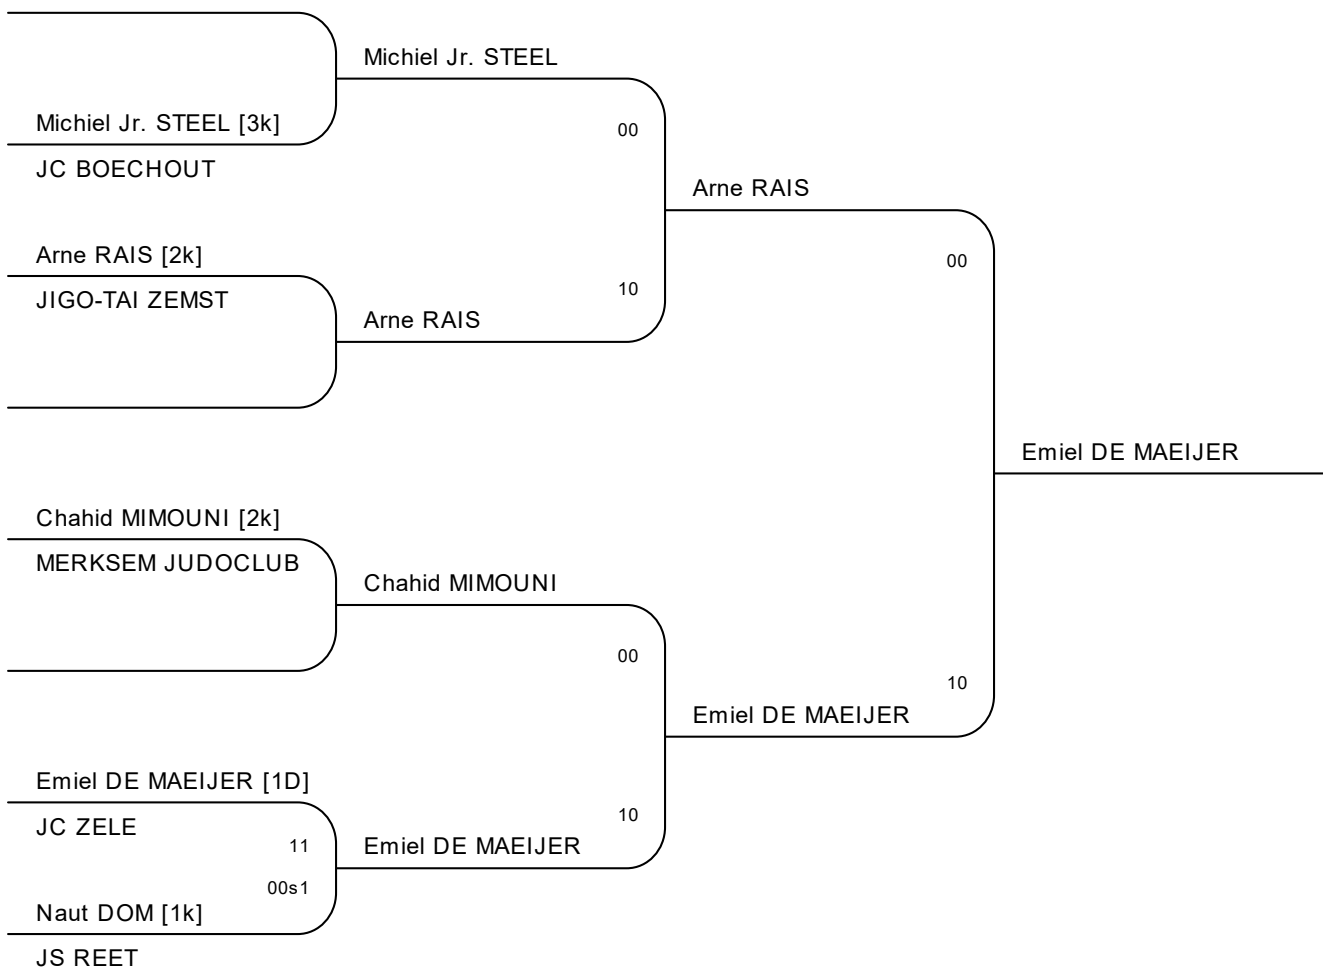 Michiel Jr. STEEL
Michiel Jr. STEEL [3k]
00
JC BOECHOUT
Arne RAIS
Arne RAIS [2k]
00
JIGO-TAI ZEMST
10
Arne RAIS
Emiel DE MAEIJER
Chahid MIMOUNI [2k]
MERKSEM JUDOCLUB
Chahid MIMOUNI
00
10
Emiel DE MAEIJER
Emiel DE MAEIJER [1D]
10
JC ZELE
11
Emiel DE MAEIJER
00s1
Naut DOM [1k]
JS REET